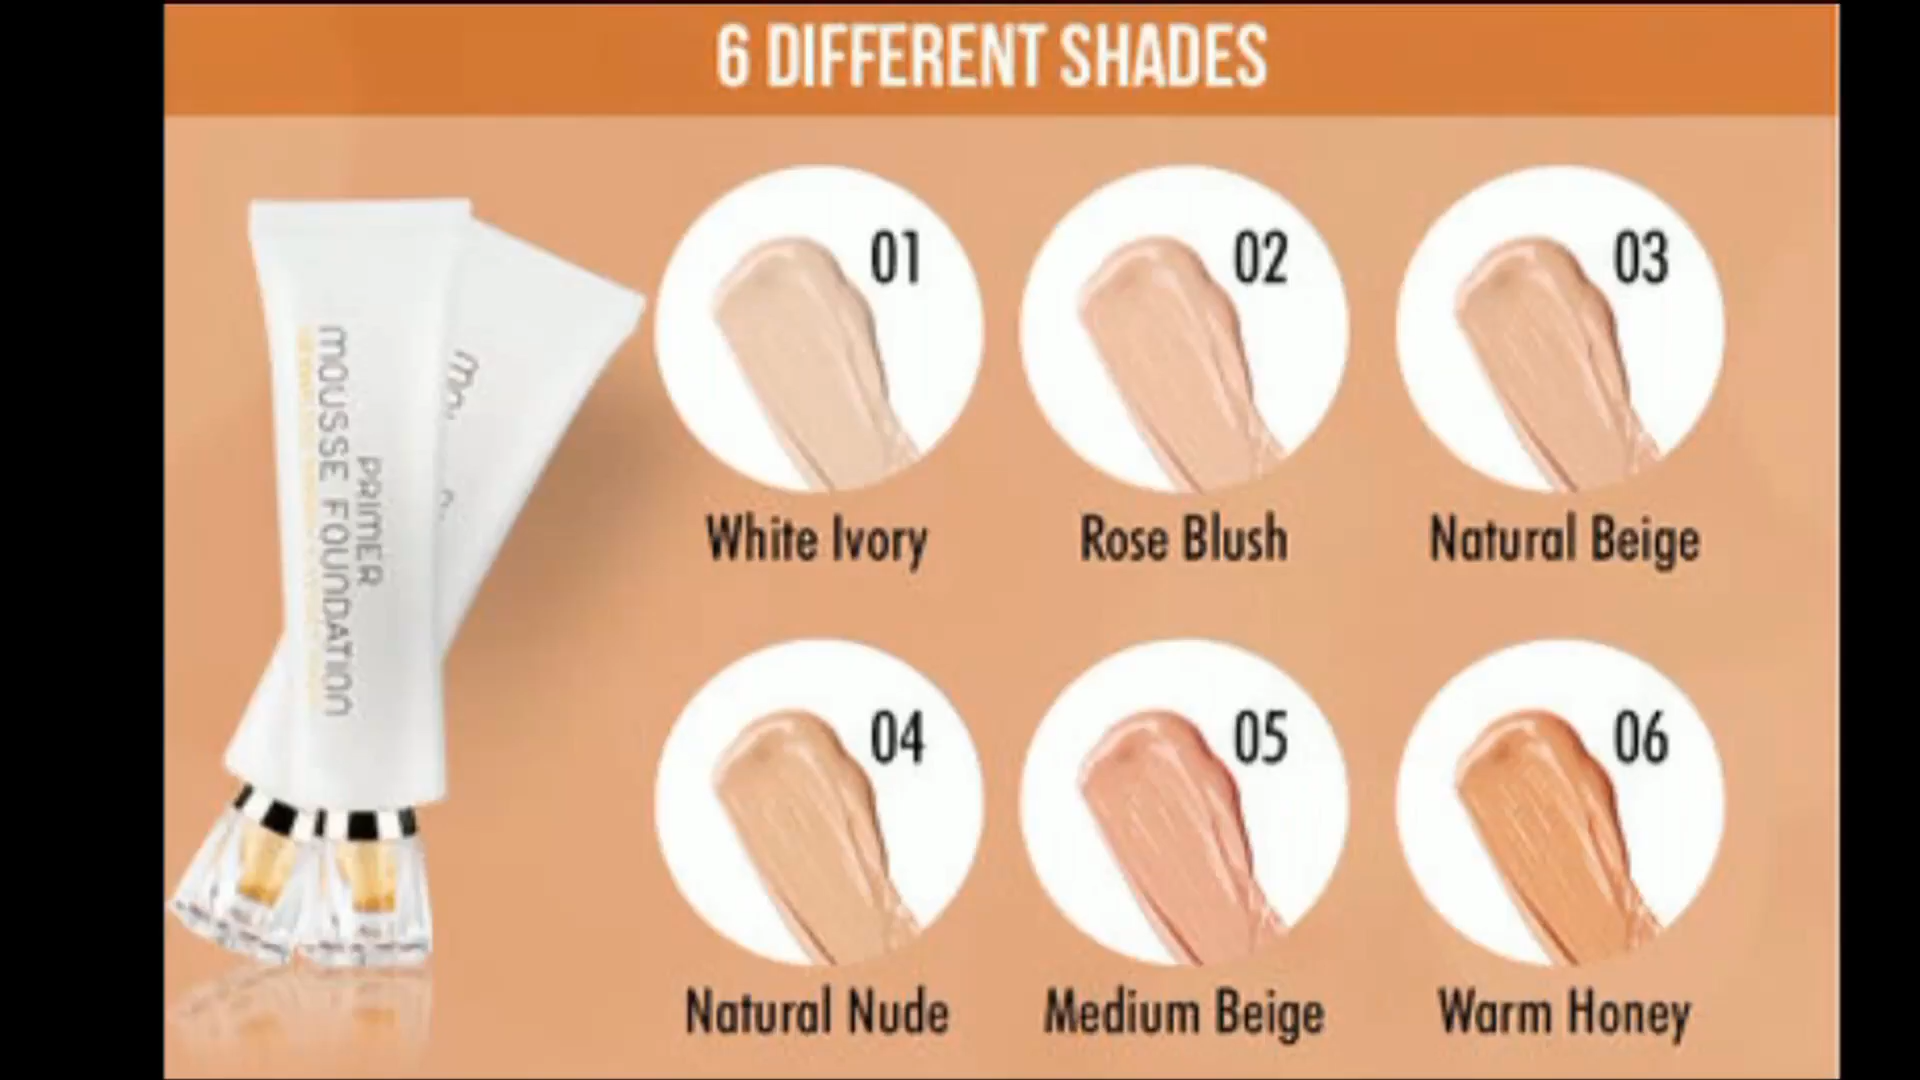 6 DIFFERENT SHADES
PRIMER
MOUSSE FOUNDATION
01
02
03
White Ivory
Rose Blush
Natural Beige
04
05
06
Natural Nude
Medium Beige
Warm Honey